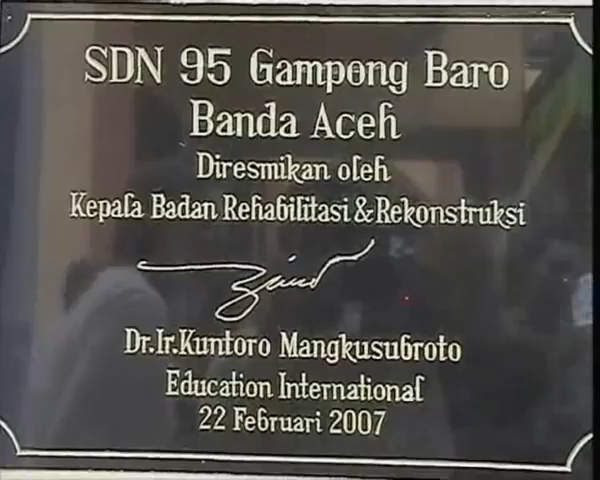 SDN 95 Gampong Baro
Banda Aceh
Diresmikan oleh
Kepala Badan Rehabilitasi & Rekonstruksi
Dr.Ir.Kuntoro Mangkusubroto
Education International
22 Februari 2007